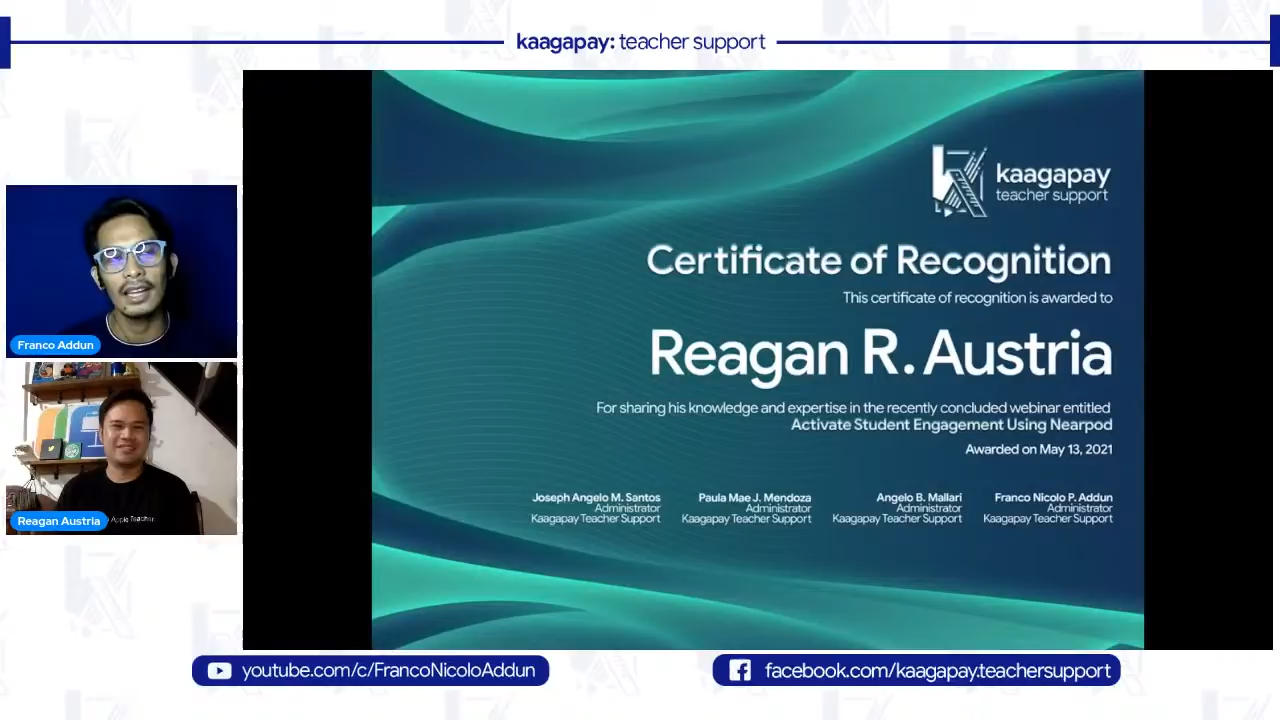 kaagapay: teacher support
kaagapay
teacher support
Certificate of Recognition
This certificate of recognition is awarded to
Reagan R. Austria
For sharing his knowledge and expertise in the recently concluded webinar entitled
Activate Student Engagement Using Nearpod
Awarded on May 13, 2021
Joseph Angelo M. Santos
Administrator
Kaagapay Teacher Support
Paula Mae J. Mendoza
Administrator
Kaagapay Teacher Support
Angelo B. Mallari
Administrator
Kaagapay Teacher Support
Franco Nicolo P. Addun
Administrator
Kaagapay Teacher Support
Franco Addun
Apple Teacher
Reagan Austria
youtube.com/c/FrancoNicoloAddun
facebook.com/kaagapay.teachersupport